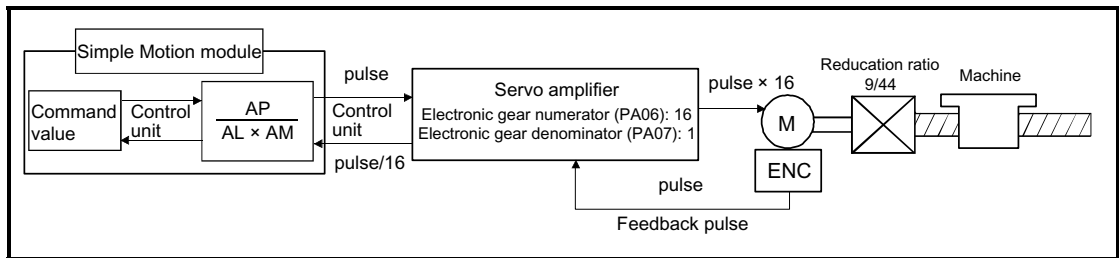 Simple Motion module
Command
value
Control
unit
AP
AL × AM
pulse
Control
unit
pulse/16
Servo amplifier
Electronic gear numerator (PA06): 16
Electronic gear denominator (PA07): 1
pulse × 16
M
ENC
Reducation ratio
9/44
Machine
pulse
Feedback pulse